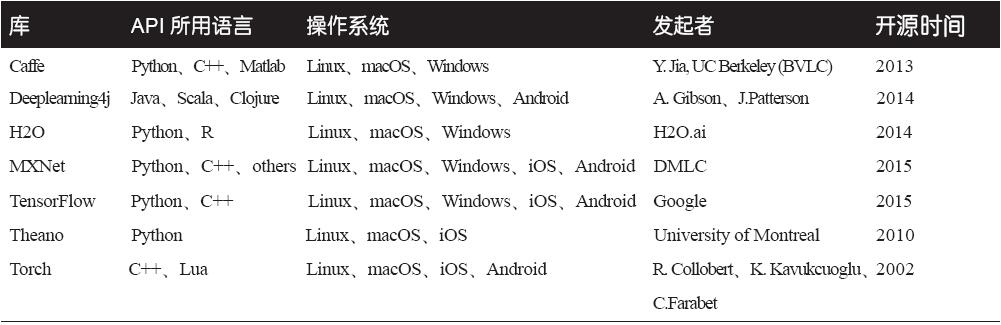 库 API 所用语言 操作系统 发起者 开源时间
Caffe Python、C++、Matlab Linux、macOS、Windows Y. Jia, UC Berkeley (BVLC) 2013
Deeplearning4j Java、Scala、Clojure Linux、macOS、Windows、Android A. Gibson、J.Patterson 2014
H2O Python、R Linux、macOS、Windows H2O.ai 2014
MXNet Python、C++、others Linux、macOS、Windows、iOS、Android DMLC 2015
TensorFlow Python、C++ Linux、macOS、Windows、iOS、Android Google 2015
Theano Python Linux、macOS、iOS University of Montreal 2010
Torch C++、Lua Linux、macOS、iOS、Android R. Collobert、K. Kavukcuoglu、 2002
C.Farabet